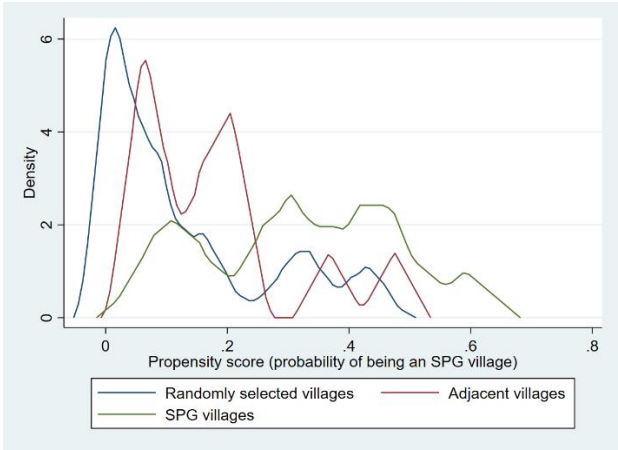 Density
6
4
2
0
0 .2 .4 .6 .8
Propensity score (probability of being an SPG village)
Randomly selected villages Adjacent villages
SPG villages